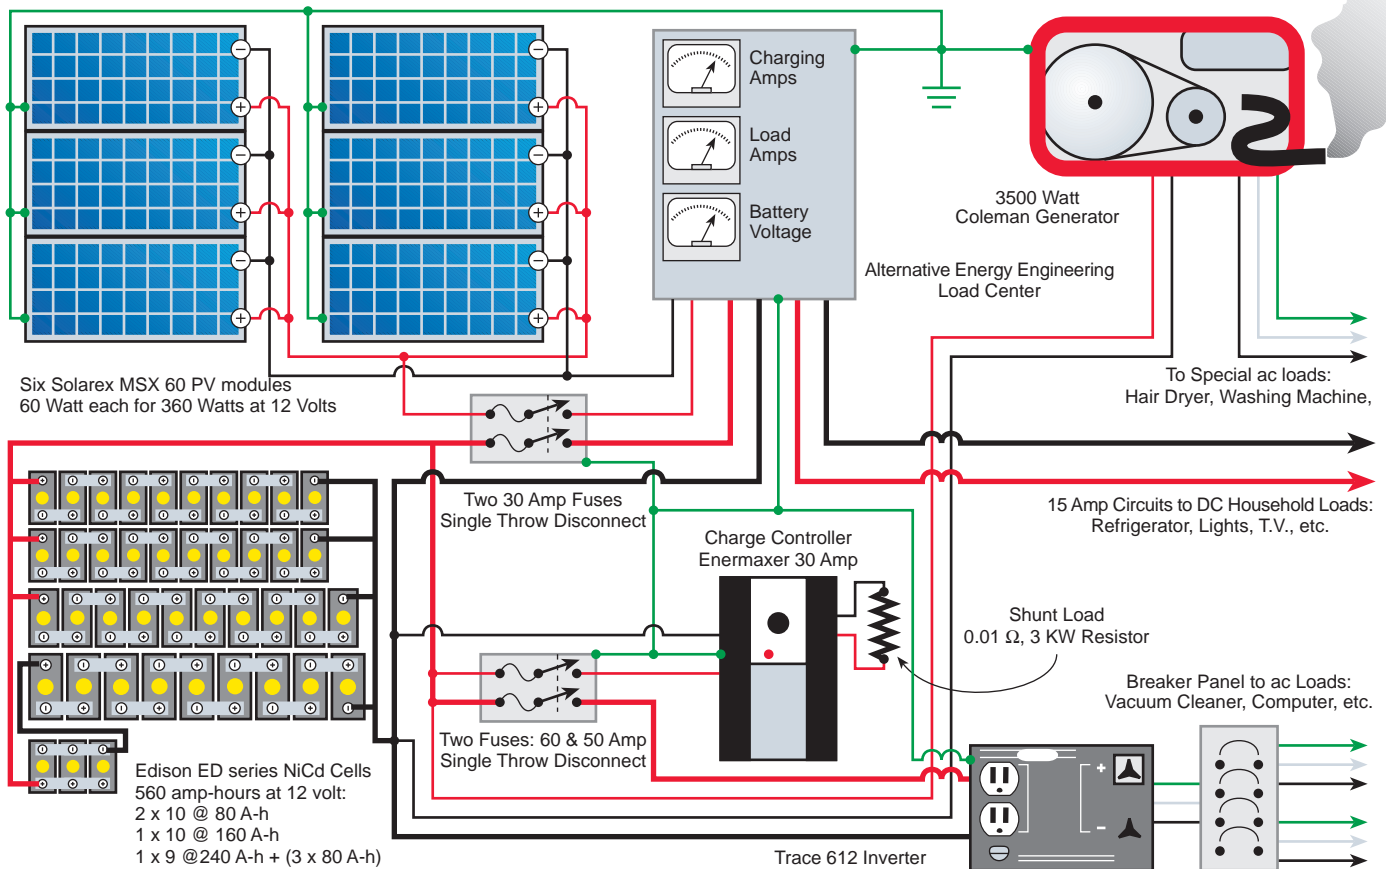 Charging
Amps
Load
Amps
Battery
Voltage
3500 Watt
Coleman Generator
Alternative Energy Engineering
Load Center
To Special ac loads:
Hair Dryer, Washing Machine,
Six Solarex MSX 60 PV modules
60 Watt each for 360 Watts at 12 Volts
Two 30 Amp Fuses
Single Throw Disconnect
15 Amp Circuits to DC Household Loads:
Refrigerator, Lights, T.V., etc.
Charge Controller
Enermaxer 30 Amp
Shunt Load
0.01 Ω, 3 KW Resistor
Breaker Panel to ac Loads:
Vacuum Cleaner, Computer, etc.
Two Fuses: 60 & 50 Amp
Single Throw Disconnect
Edison ED series NiCd Cells
560 amp-hours at 12 volt:
2 x 10 @ 80 A-h
1 x 10 @ 160 A-h
1 x 9 @240 A-h + (3 x 80 A-h)
Trace 612 Inverter